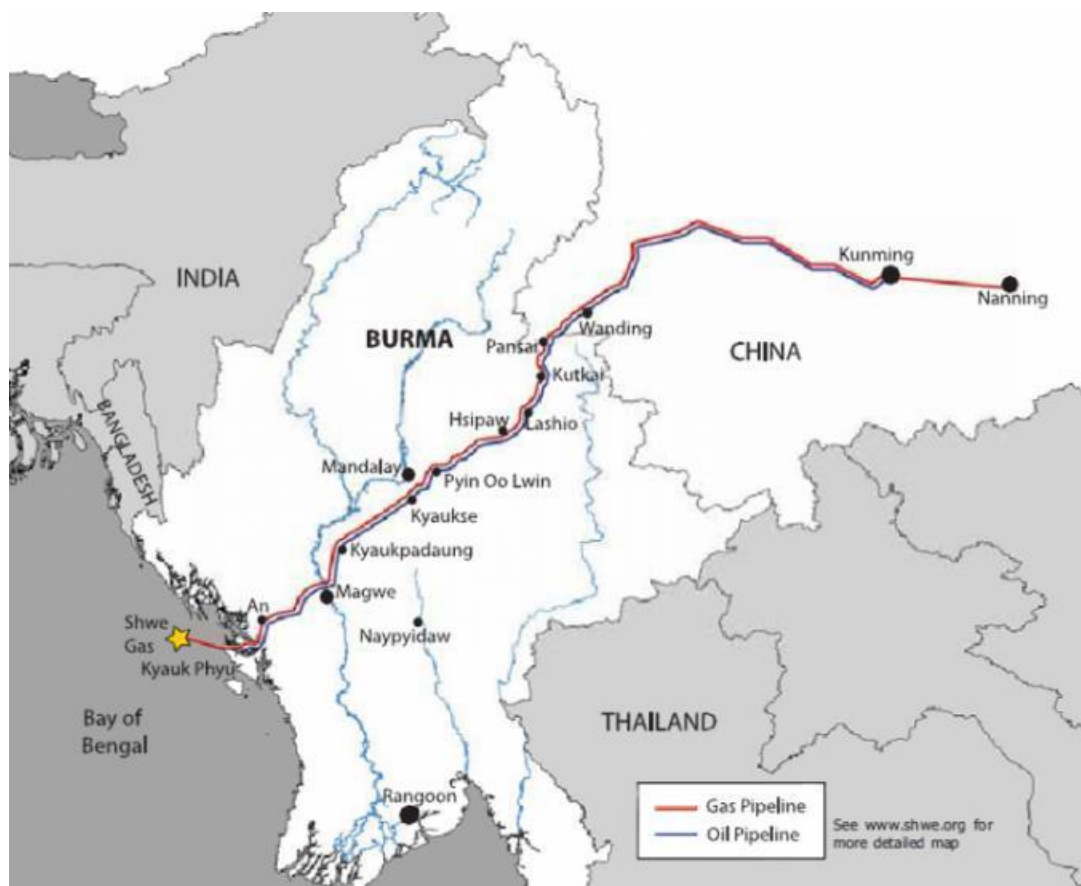 INDIA
BURMA
CHINA
BANGLADESH
THAILAND
Kunming
Nanning
Wanding
Pansai
Kutkai
Hsipaw
Lashio
Mandalay
Pyin Oo Lwin
Kyaukse
Kyaukpadaung
An
Magwe
Shwe
Gas
Naypyidaw
Kyauk Phyu
Bay of
Bengal
Rangoon
Gas Pipeline
Oil Pipeline
See www.shwe.org for
more detailed map